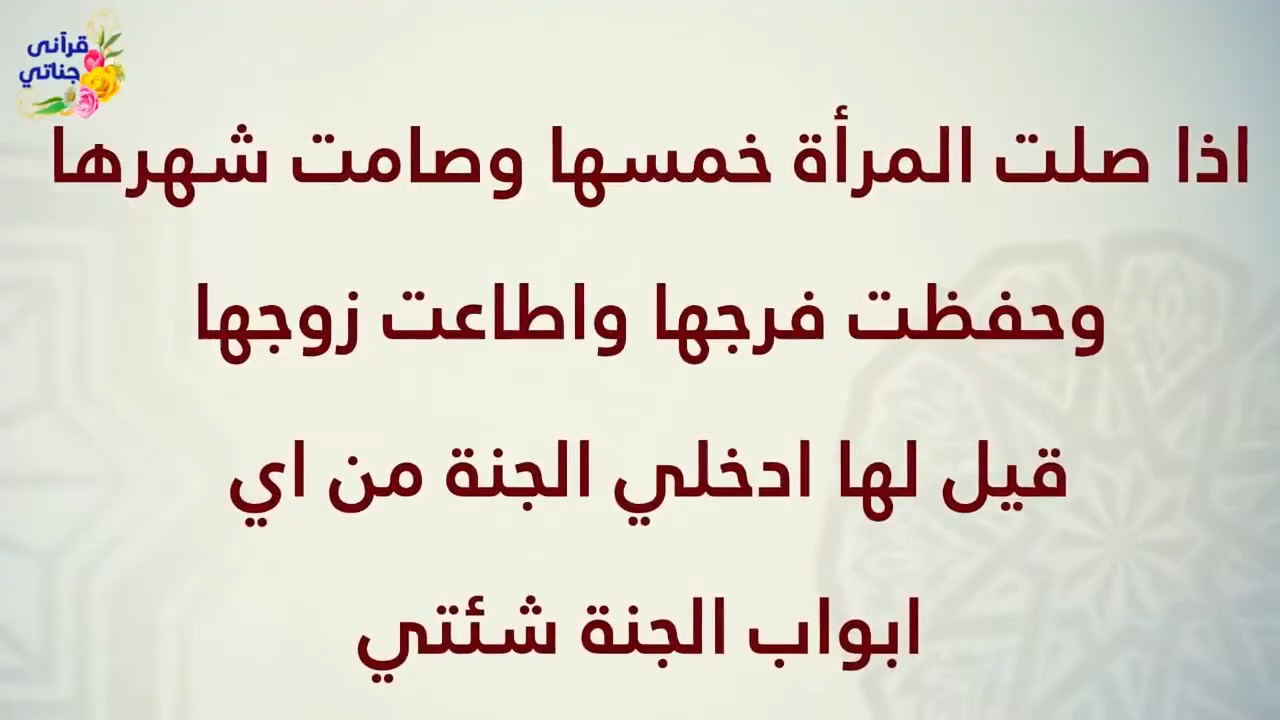 قرآنى
جناتي
اذا صلت المرأة خمسها وصامت شهرها
وحفظت فرجها واطاعت زوجها
قيل لها ادخلي الجنة من اي
ابواب الجنة شئتي